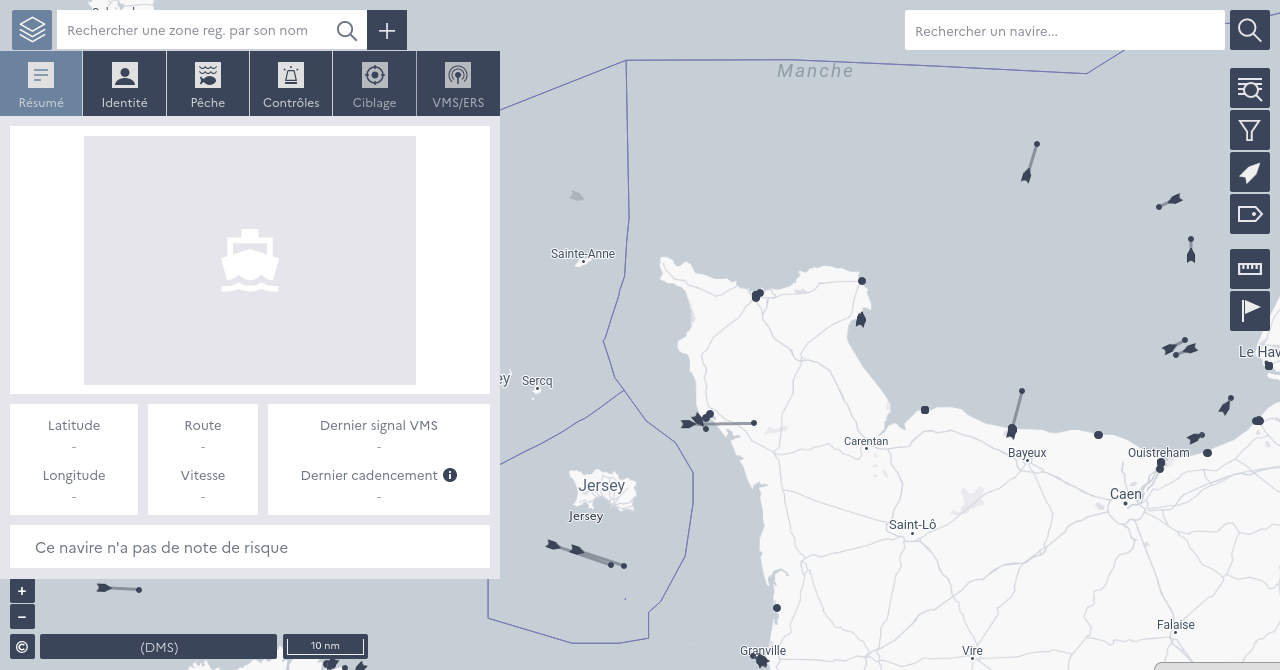 Rechercher une zone reg. par son nom
Rechercher un navire...
Résumé
Identité
Pêche
Contrôles
Ciblage
VMS/ERS
Manche
Sainte-Anne
Sercq
Jersey
Jersey
Le Hav
Carentan
Bayeux
Ouistreham
Caen
Saint-Lô
Falaise
Vire
Granville
Latitude
-
Longitude
-
Route
-
Vitesse
-
Dernier signal VMS
-
Dernier cadencement
-
Ce navire n'a pas de note de risque
+
−
©
(DMS)
10 nm